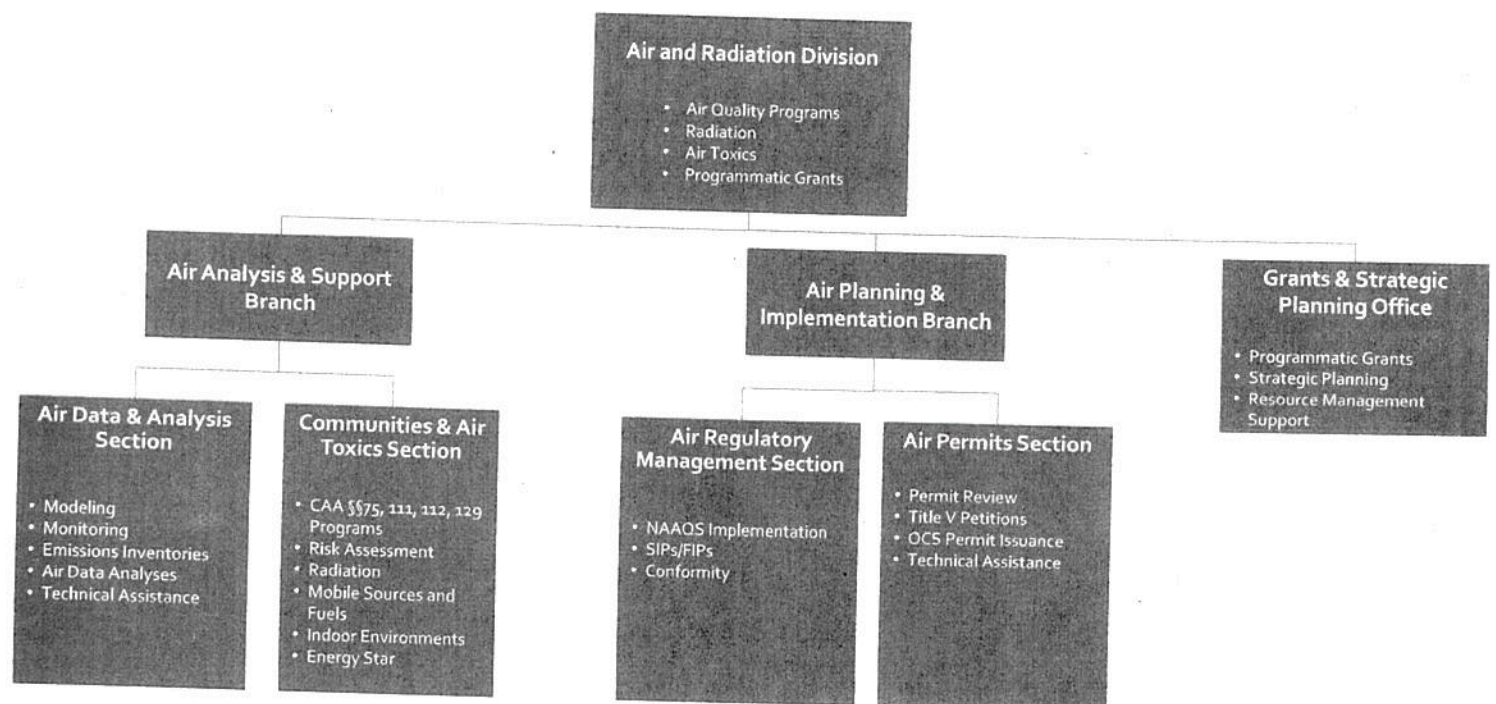 Air and Radiation Division
• Air Quality Programs
• Radiation
• Air Toxics
• Programmatic Grants
Air Analysis & Support
Branch
Air Planning &
Implementation Branch
Grants & Strategic
Planning Office
• Programmatic Grants
• Strategic Planning
• Resource Management
Support
Air Data & Analysis
Section
• Modeling
• Monitoring
• Emissions Inventories
• Air Data Analyses
• Technical Assistance
Communities & Air
Toxics Section
• CAA §§75, 111, 112, 129
Programs
• Risk Assessment
• Radiation
• Mobile Sources and
Fuels
• Indoor Environments
• Energy Star
Air Regulatory
Management Section
• NAAQS Implementation
• SIPs/FIPs
• Conformity
Air Permits Section
• Permit Review
• Title V Petitions
• OCS Permit Issuance
• Technical Assistance